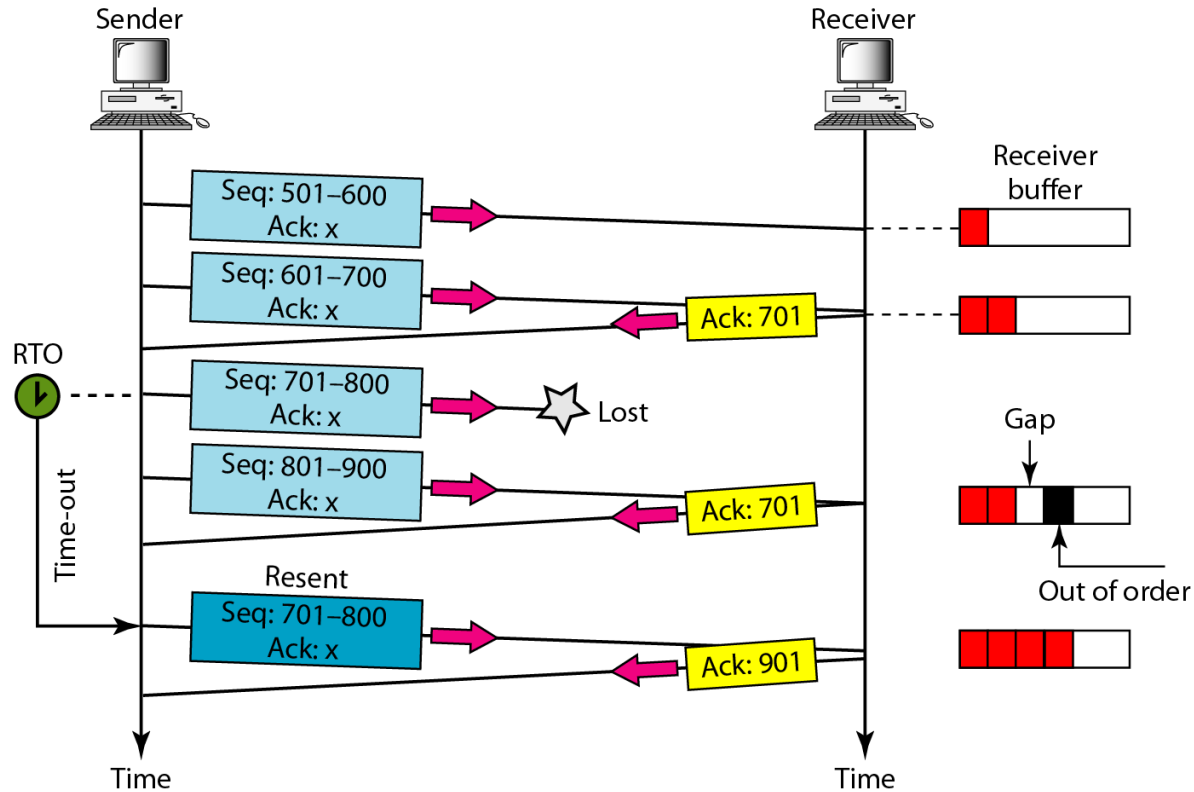 Sender
Receiver
Receiver
buffer
Seq: 501–600
Ack: x
Seq: 601–700
Ack: x
Ack: 701
RTO
Seq: 701–800
Ack: x
Lost
Gap
Seq: 801–900
Ack: x
Ack: 701
Time-out
Out of order
Resent
Seq: 701–800
Ack: x
Ack: 901
Time
Time